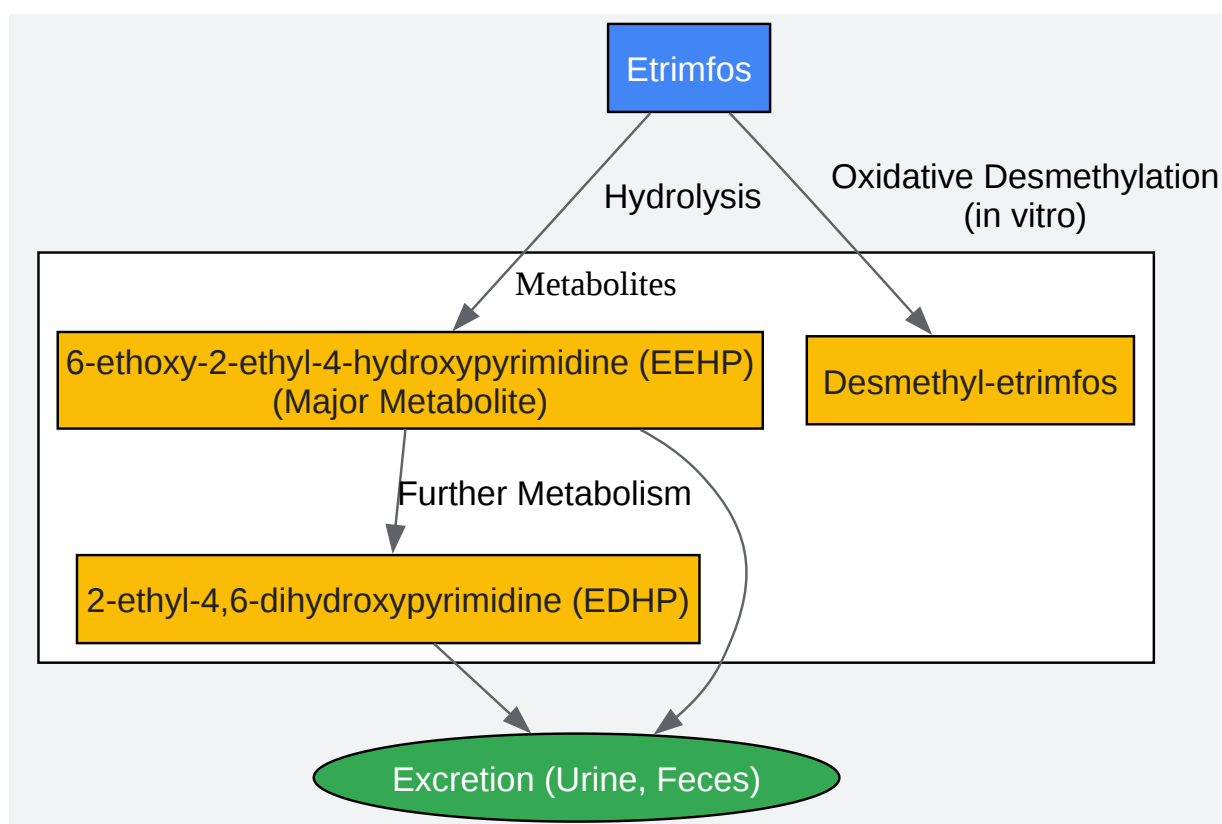 Etrimfos
Hydrolysis
Oxidative Desmethylation
(in vitro)
Metabolites
6-ethoxy-2-ethyl-4-hydroxypyrimidine (EEHP)
(Major Metabolite)
Desmethyl-etrimfos
Further Metabolism
2-ethyl-4,6-dihydroxypyrimidine (EDHP)
Excretion (Urine, Feces)